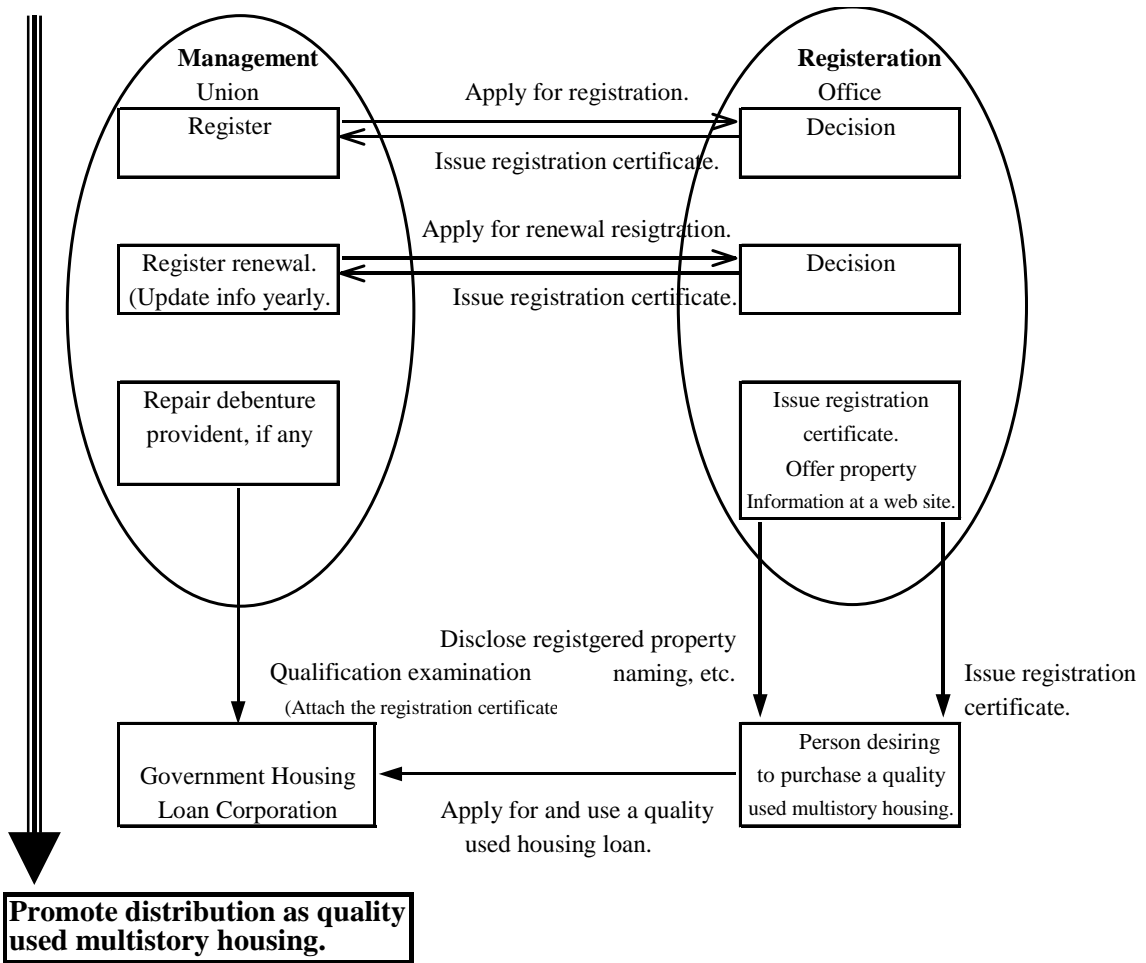 Management
Union
Register
Apply for registration.
Issue registration certificate.
Registeration
Office
Decision
Register renewal.
(Update info yearly.
Apply for renewal resigtration.
Issue registration certificate.
Decision
Repair debenture
provident, if any
Issue registration
certificate.
Offer property
Information at a web site.
Disclose registgered property
naming, etc.
Qualification examination
(Attach the registration certificate
Issue registration
certificate.
Government Housing
Loan Corporation
Apply for and use a quality
used housing loan.
Person desiring
to purchase a quality
used multistory housing.
Promote distribution as quality
used multistory housing.